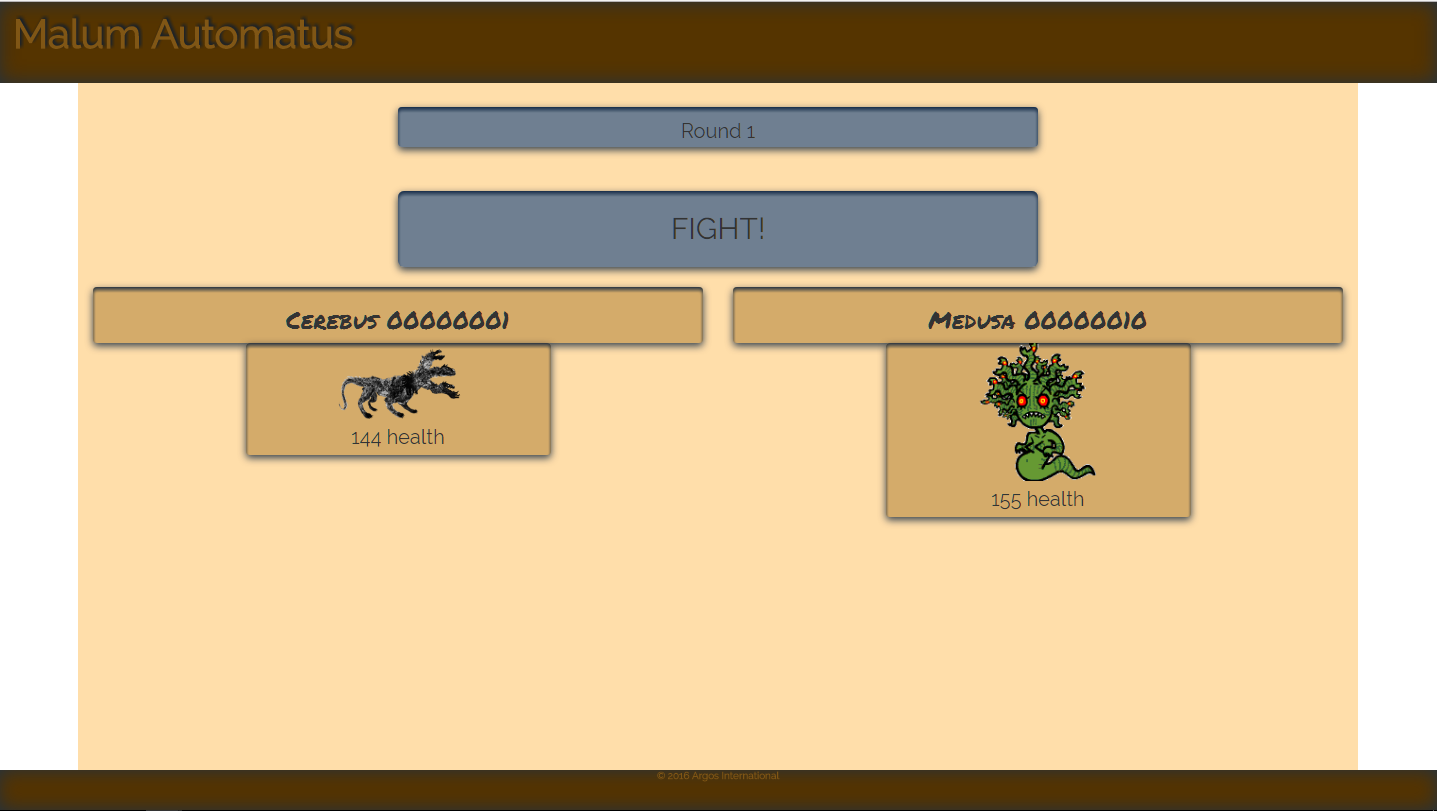 Malum Automatus
Round 1
FIGHT!
Cerebus 00000001
Medusa 00000010
144 health
155 health
© 2016 Argos International